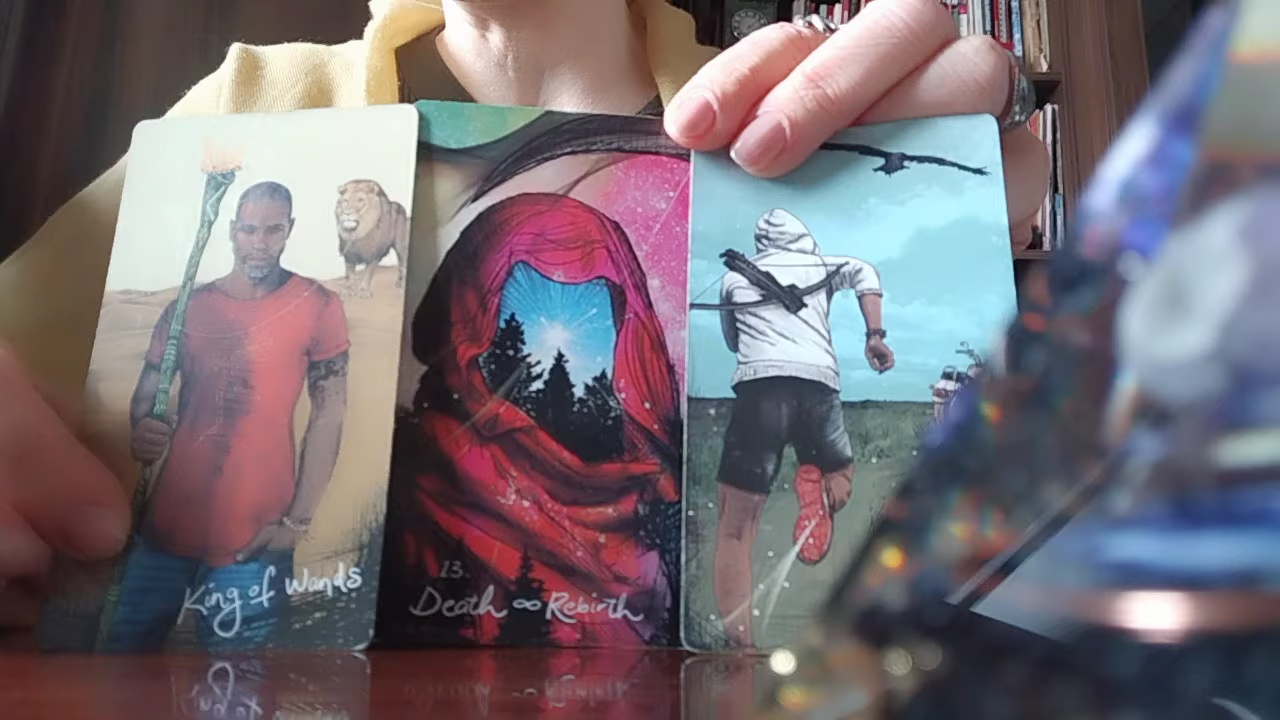 King of Wands
13.
Death ∞ Rebirth